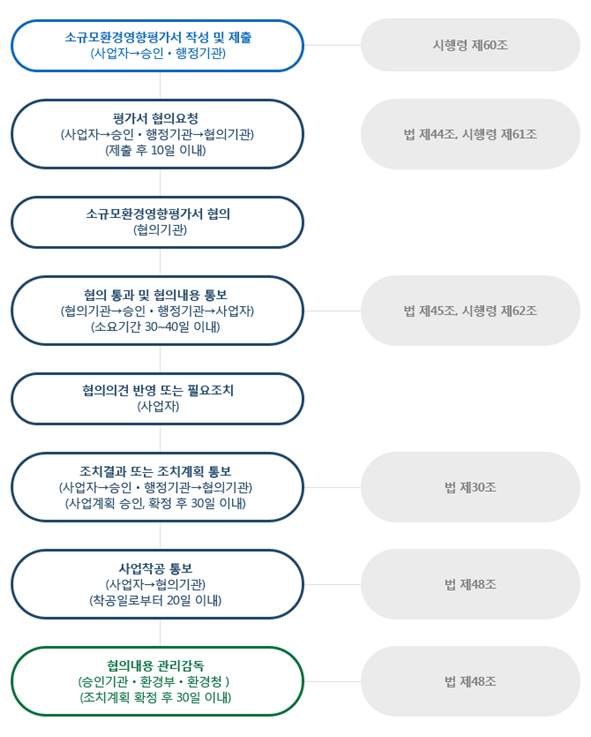 소규모환경영향평가서 작성 및 제출
(사업자→승인・행정기관)
시행령 제60조
평가서 협의요청
(사업자→승인・행정기관→협의기관)
(제출 후 10일 이내)
법 제44조, 시행령 제61조
소규모환경영향평가서 협의
(협의기관)
협의 통과 및 협의내용 통보
(협의기관→승인・행정기관→사업자)
(소요기간 30~40일 이내)
법 제45조, 시행령 제62조
협의의견 반영 또는 필요조치
(사업자)
조치결과 또는 조치계획 통보
(사업자→승인・행정기관→협의기관)
(사업계획 승인, 확정 후 30일 이내)
법 제30조
사업착공 통보
(사업자→협의기관)
(착공일로부터 20일 이내)
법 제48조
협의내용 관리감독
(승인기관・환경부・환경청 )
(조치계획 확정 후 30일 이내)
법 제48조